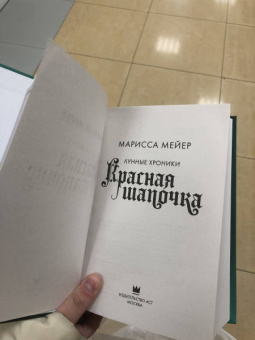 МАРИССА МЕЙЕР
ЛУННЫЕ ХРОНИКИ
Красная
шапочка
ИЗДАТЕЛЬСТВО АСТ
МОСКВА